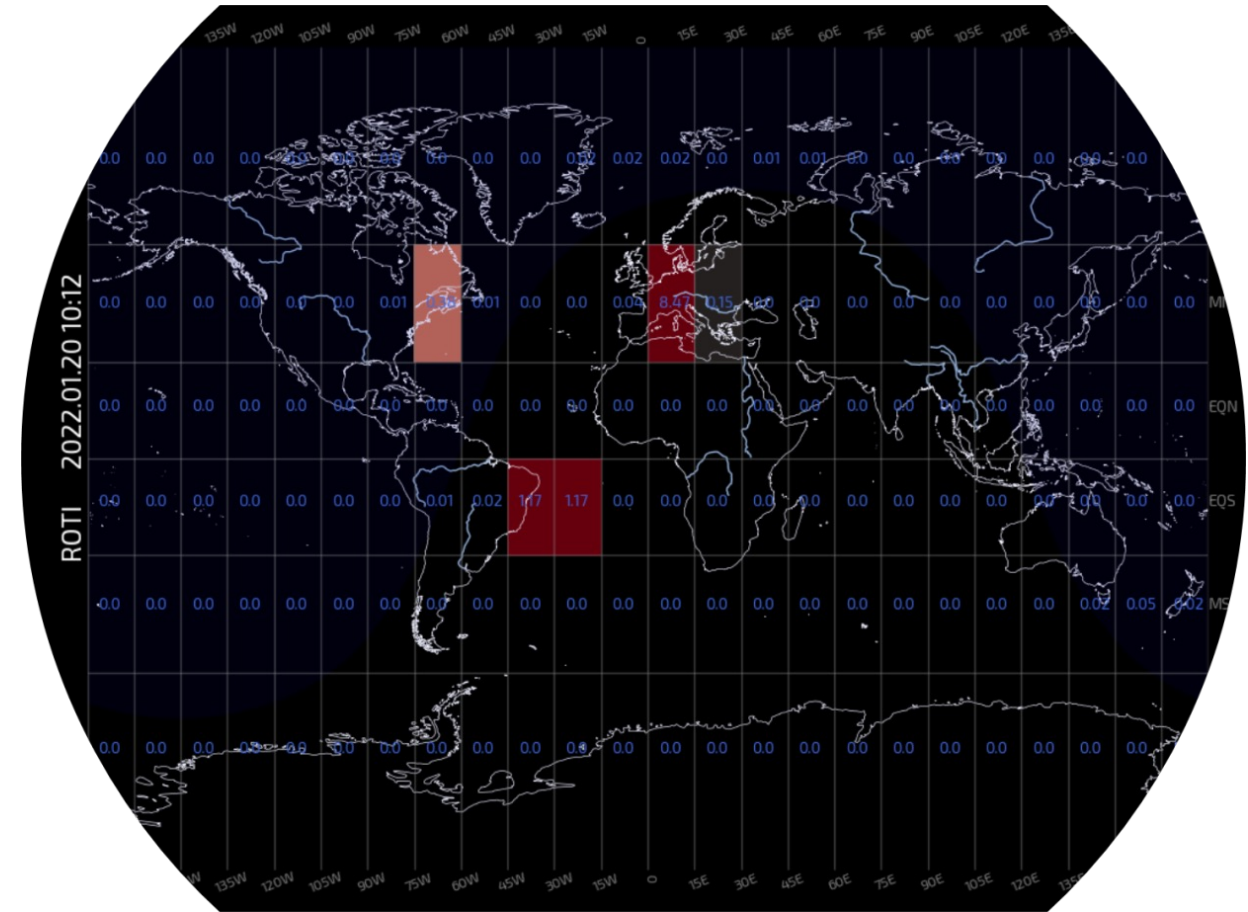 135W 120W 105W 90W 75W 60W 45W 30W 15W 0 15E 30E 45E 60E 75E 90E 105E 120E
0.0 0.0 0.0 0.0 0.0 0.0 0.0 0.0 0.0 0.0 0.02 0.02 0.02 0.0 0.01 0.01 0.0 0.0 0.0 0.0 0.0 0.0 0.0
0.0 0.0 0.0 0.0 0.0 0.0 0.01 0.01 0.0 0.0 0.04 8.47 0.15 0.0 0.0 0.0 0.0 0.0 0.0 0.0 0.0 0.0 0.0
ROTI 2022.01.20 10:12
0.0 0.0 0.0 0.0 0.0 0.0 0.0 0.0 0.0 0.0 0.0 0.0 0.0 0.0 0.0 0.0 0.0 0.0 0.0 0.0 0.0 0.0 0.0 0.0 EQN
0.0 0.0 0.0 0.0 0.0 0.0 0.0 0.01 0.02 1.17 1.17 0.0 0.0 0.0 0.0 0.0 0.0 0.0 0.0 0.0 0.0 0.0 0.0 0.0 EQS
0.0 0.0 0.0 0.0 0.0 0.0 0.0 0.0 0.0 0.0 0.0 0.0 0.0 0.0 0.0 0.0 0.0 0.0 0.0 0.0 0.0 0.02 0.05 0.02 MS
0.0 0.0 0.0 0.0 0.0 0.0 0.0 0.0 0.0 0.0 0.0 0.0 0.0 0.0 0.0 0.0 0.0 0.0 0.0 0.0 0.0 0.0 0.0
135W 120W 105W 90W 75W 60W 45W 30W 15W 0 15E 30E 45E 60E 75E 90E 105E 120E